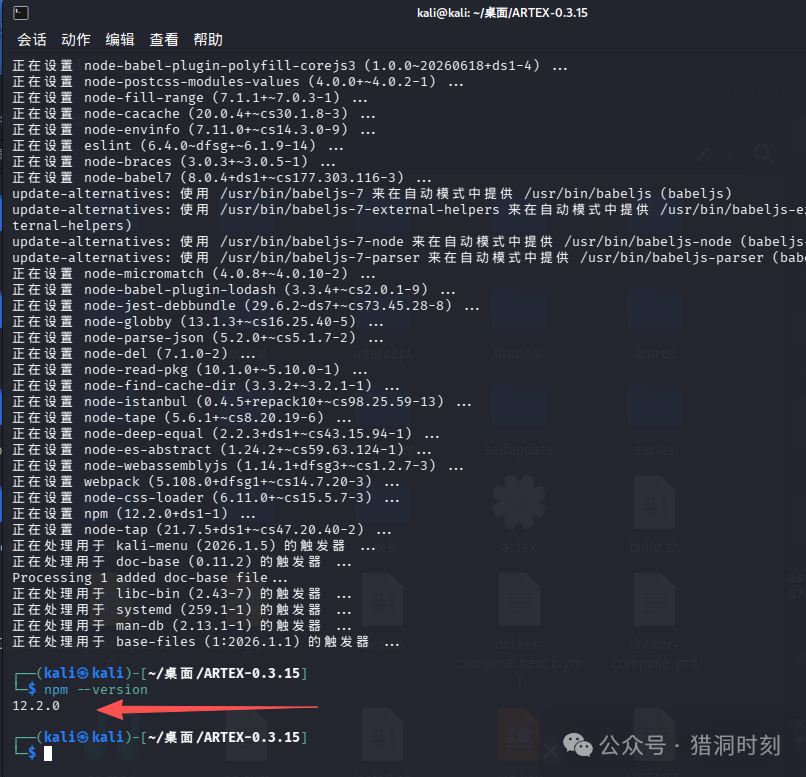 kali@kali: ~/桌面/ARTEX-0.3.15
会话 动作 编辑 查看 帮助
正在设置 node-babel-plugin-polyfill-corejs3 (1.0.0~20260618+ds1-4) ...
正在设置 node-postcss-modules-values (4.0.0+~4.0.2-1) ...
正在设置 node-fill-range (7.1.1+~7.0.3-1) ...
正在设置 node-cacache (20.0.4+~cs30.1.8-3) ...
正在设置 node-envinfo (7.11.0+~cs14.3.0-9) ...
正在设置 eslint (6.4.0~dfsg+~6.1.9-14) ...
正在设置 node-braces (3.0.3+~3.0.5-1) ...
正在设置 node-babel7 (8.0.4+ds1+~cs177.303.116-3) ...
update-alternatives: 使用 /usr/bin/babeljs-7 来在自动模式中提供 /usr/bin/babeljs (babeljs)
update-alternatives: 使用 /usr/bin/babeljs-7-external-helpers 来在自动模式中提供 /usr/bin/babeljs-ex
ternal-helpers)
update-alternatives: 使用 /usr/bin/babeljs-7-node 来在自动模式中提供 /usr/bin/babeljs-node (babeljs-
update-alternatives: 使用 /usr/bin/babeljs-7-parser 来在自动模式中提供 /usr/bin/babeljs-parser (babe
正在设置 node-micromatch (4.0.8+~4.0.10-2) ...
正在设置 node-babel-plugin-lodash (3.3.4+~cs2.0.1-9) ...
正在设置 node-jest-debbundle (29.6.2~ds7+~cs73.45.28-8) ...
正在设置 node-globby (13.1.3+~cs16.25.40-5) ...
正在设置 node-parse-json (5.2.0+~cs5.1.7-2) ...
正在设置 node-del (7.1.0-2) ...
正在设置 node-read-pkg (10.1.0+~5.10.0-1) ...
正在设置 node-find-cache-dir (3.3.2+~3.2.1-1) ...
正在设置 node-istanbul (0.4.5+repack10+~cs98.25.59-13) ...
正在设置 node-tape (5.6.1+~cs8.20.19-6) ...
正在设置 node-deep-equal (2.2.3+ds1+~cs43.15.94-1) ...
正在设置 node-es-abstract (1.24.2+~cs59.63.124-1) ...
正在设置 node-webassemblyjs (1.14.1+dfsg3+~cs1.2.7-3) ...
正在设置 webpack (5.108.0+dfsg1+~cs14.7.20-3) ...
正在设置 node-css-loader (6.11.0+~cs15.5.7-3) ...
正在设置 npm (12.2.0+ds1~-1) ...
正在设置 node-tap (21.7.5+ds1+~cs47.20.40-2) ...
正在处理用于 kali-menu (2026.1.5) 的触发器 ...
正在处理用于 doc-base (0.11.2) 的触发器 ...
Processing 1 added doc-base file...
正在处理用于 libc-bin (2.43-7) 的触发器 ...
正在处理用于 systemd (259.1-1) 的触发器 ...
正在处理用于 man-db (2.13.1-1) 的触发器 ...
正在处理用于 base-files (1:2026.1.1) 的触发器 ...
┌──(kali㉿kali)-[~/桌面/ARTEX-0.3.15]
└─$ npm --version
12.2.0
┌──(kali㉿kali)-[~/桌面/ARTEX-0.3.15]
└─$
intercept
llmpool
llmrec
selfupdate
server
artex
build.sh
docker-compose.bench.yml
docker-compose.yml
公众号 · 猎洞时刻